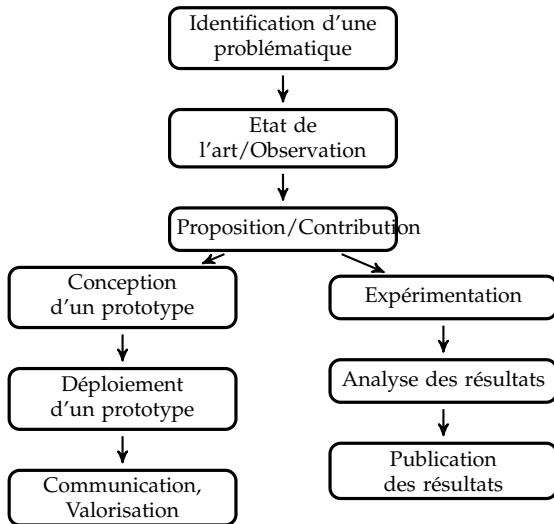 Identification d’une
problématique
Etat de
l’art/Observation
Proposition/Contribution
Conception
d’un prototype
Expérimentation
Déploiement
d’un prototype
Analyse des résultats
Communication,
Valorisation
Publication
des résultats